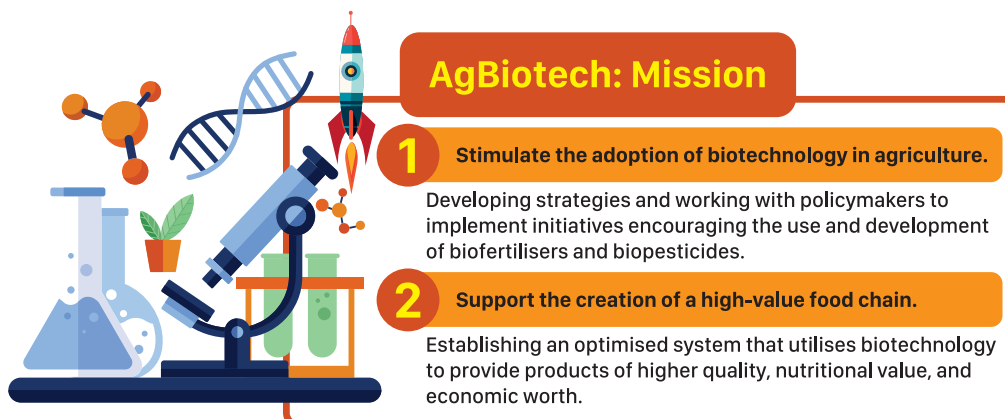 AgBiotech: Mission
1
Stimulate the adoption of biotechnology in agriculture.
Developing strategies and working with policymakers to
implement initiatives encouraging the use and development
of biofertilisers and biopesticides.
2
Support the creation of a high-value food chain.
Establishing an optimised system that utilises biotechnology
to provide products of higher quality, nutritional value, and
economic worth.